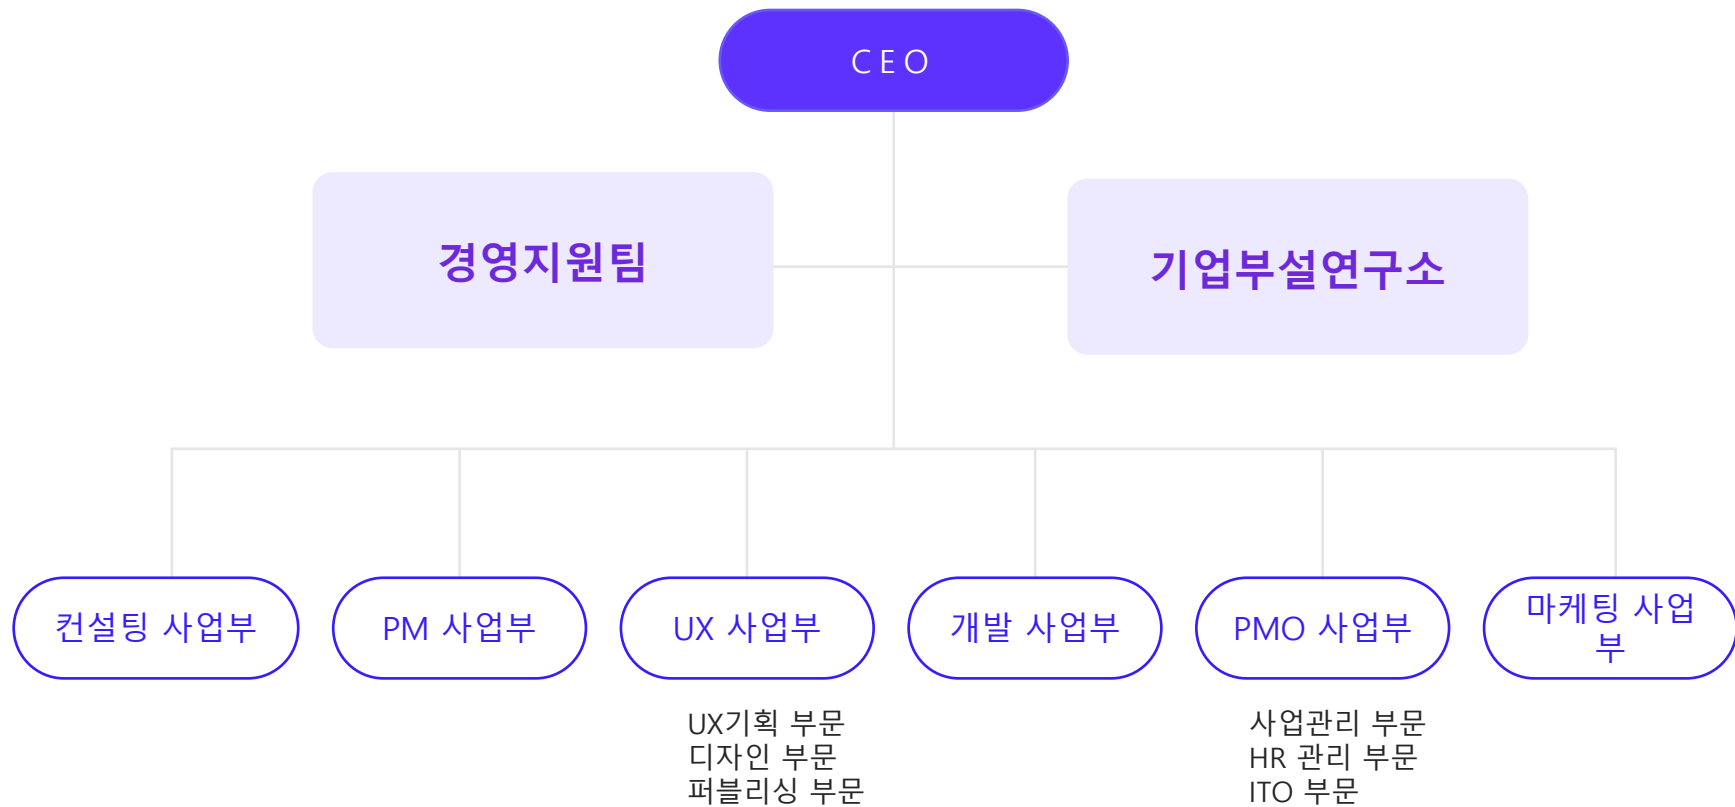 CEO
경영지원팀
기업부설연구소
컨설팅 사업부
PM 사업부
UX 사업부
개발 사업부
PMO 사업부
마케팅 사업
부
UX기획 부문
디자인 부문
퍼블리싱 부문
사업관리 부문
HR 관리 부문
ITO 부문